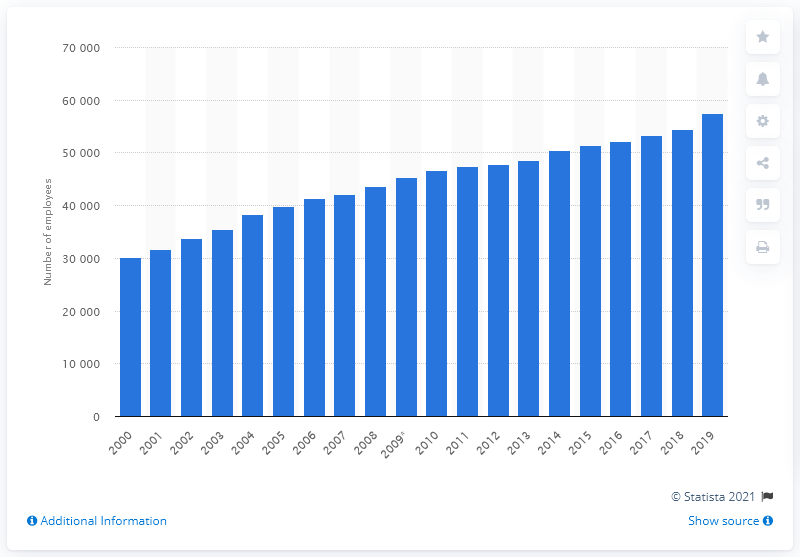 70 000
60 000
50 000
40 000
30 000
20 000
10 000
0
Number of employees
2000 2001 2002 2003 2004 2005 2006 2007 2008 2009* 2010 2011 2012 2013 2014 2015 2016 2017 2018 2019
© Statista 2021
Additional Information
Show source